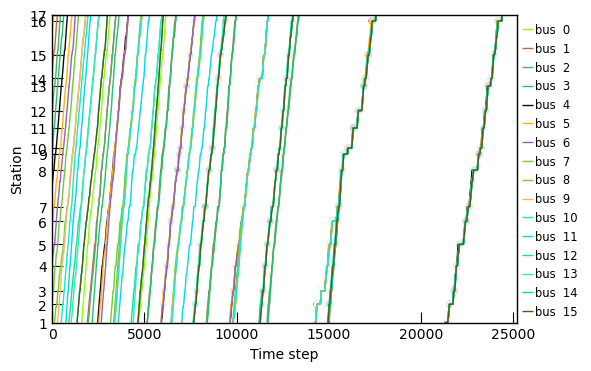 17
16
15
14
13
12
11
10
9
8
7
6
5
4
3
2
1
Station
0 5000 10000 15000 20000 25000
Time step
bus 0
bus 1
bus 2
bus 3
bus 4
bus 5
bus 6
bus 7
bus 8
bus 9
bus 10
bus 11
bus 12
bus 13
bus 14
bus 15